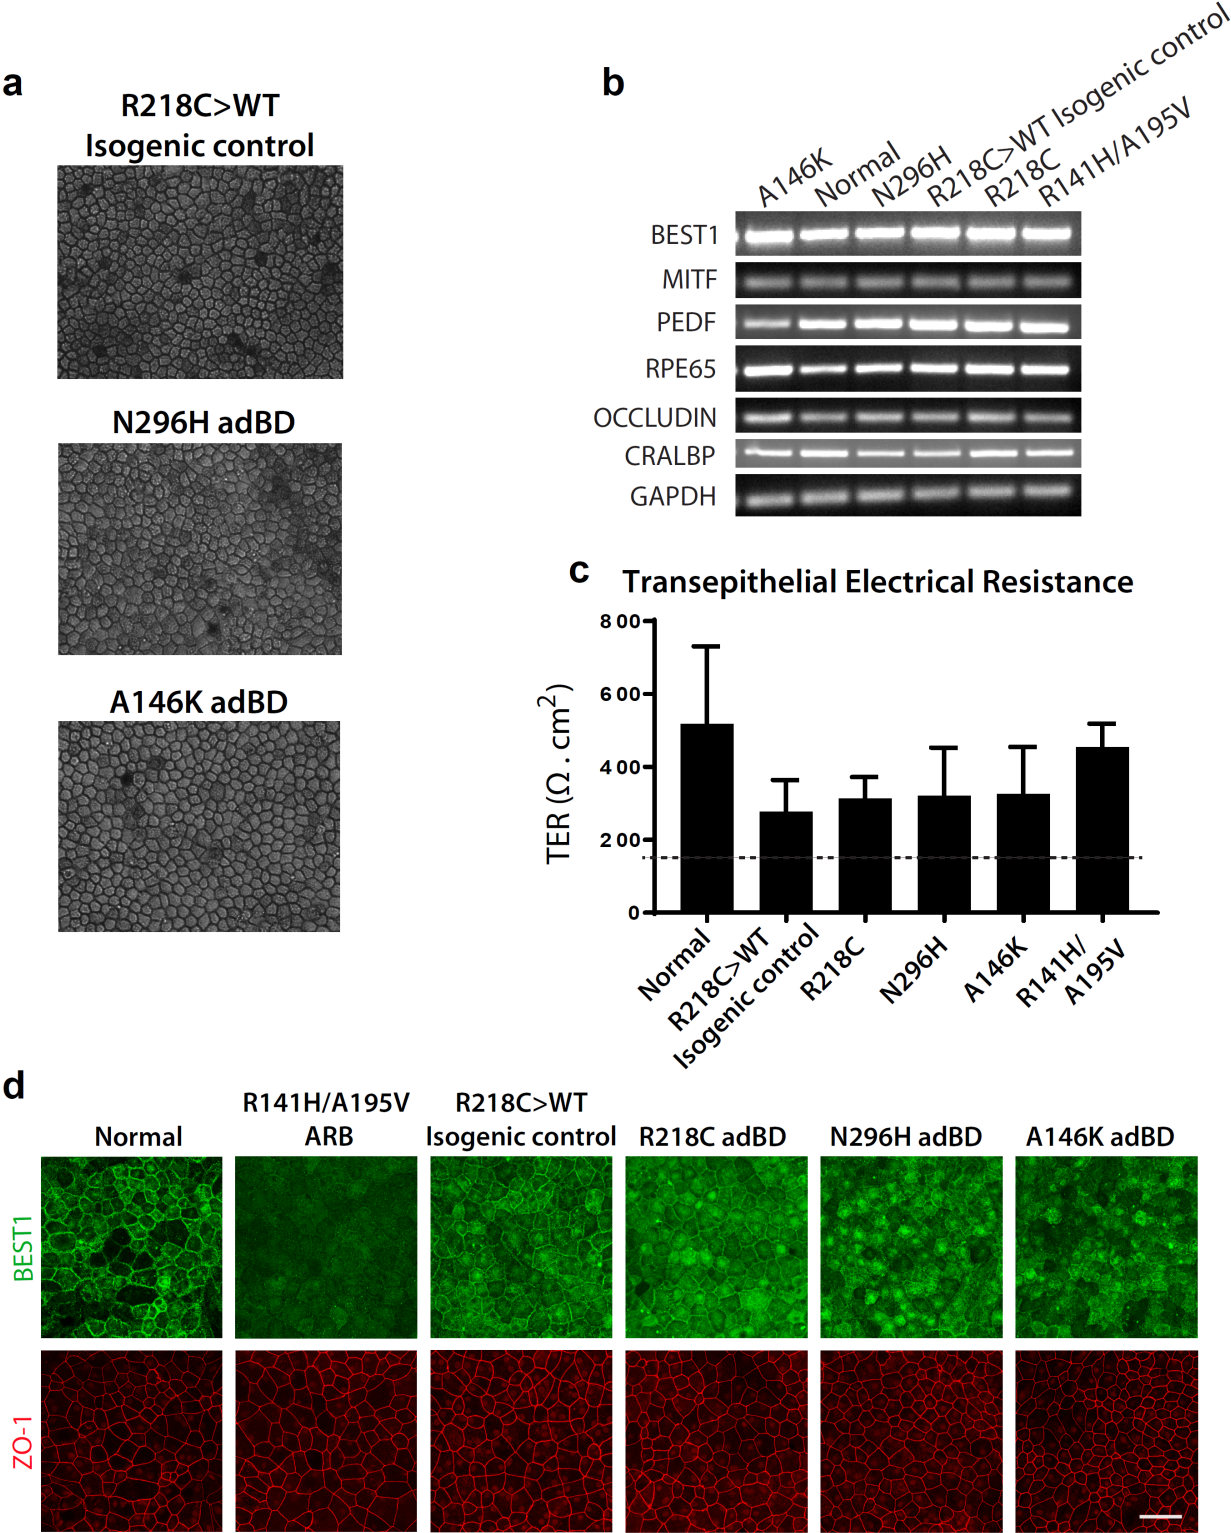 a
R218C>WT
Isogenic control
N296H adBD
A146K adBD
b
A146K
Normal
N296H
R218C>WT Isogenic control
R218C
R141H/A195V
BEST1
MITF
PEDF
RPE65
OCCLUDIN
CRALBP
GAPDH
c
Transepithelial Electrical Resistance
TER (Ω . cm²)
800
600
400
200
0
Normal
R218C>WT
Isogenic control
R218C
N296H
A146K
R141H/
A195V
d
Normal
R141H/A195V
ARB
R218C>WT
Isogenic control
R218C adBD
N296H adBD
A146K adBD
BEST1
ZO-1